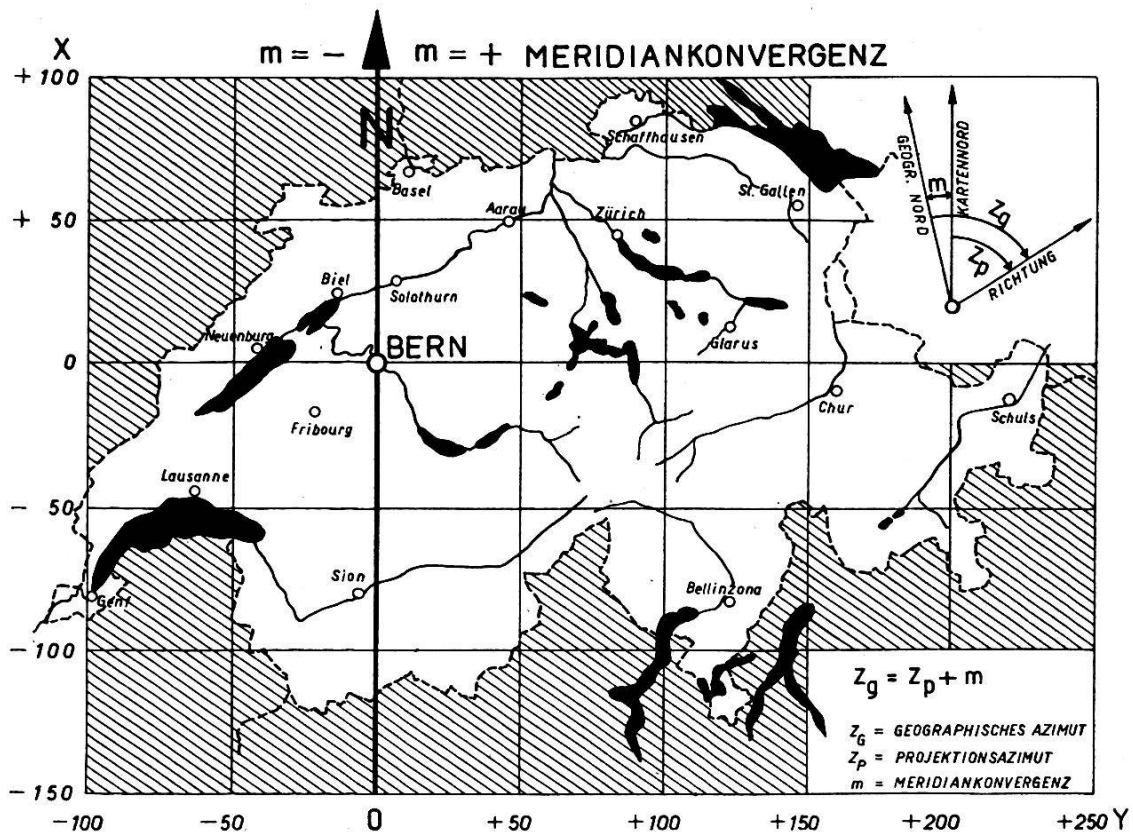 X m = - m = + MERIDIANKONVERGENZ
+ 100
N
GEOGR. NORD
m
KARTENNORD
Zg
Zp
RICHTUNG
Schaffhausen
Basel
St. Gallen
+ 50
Aarau
Zürich
Biel
Solothurn
Neuenburg
BERN
Glarus
0
Chur
Schuls
Fribourg
Lausanne
- 50
Sion
Genf
Bellinzona
- 100
Zg = Zp + m
ZG = GEOGRAPHISCHES AZIMUT
ZP = PROJEKTIONSAZIMUT
m = MERIDIANKONVERGENZ
- 150
-100 -50 0 +50 +100 +150 +200 Y +250